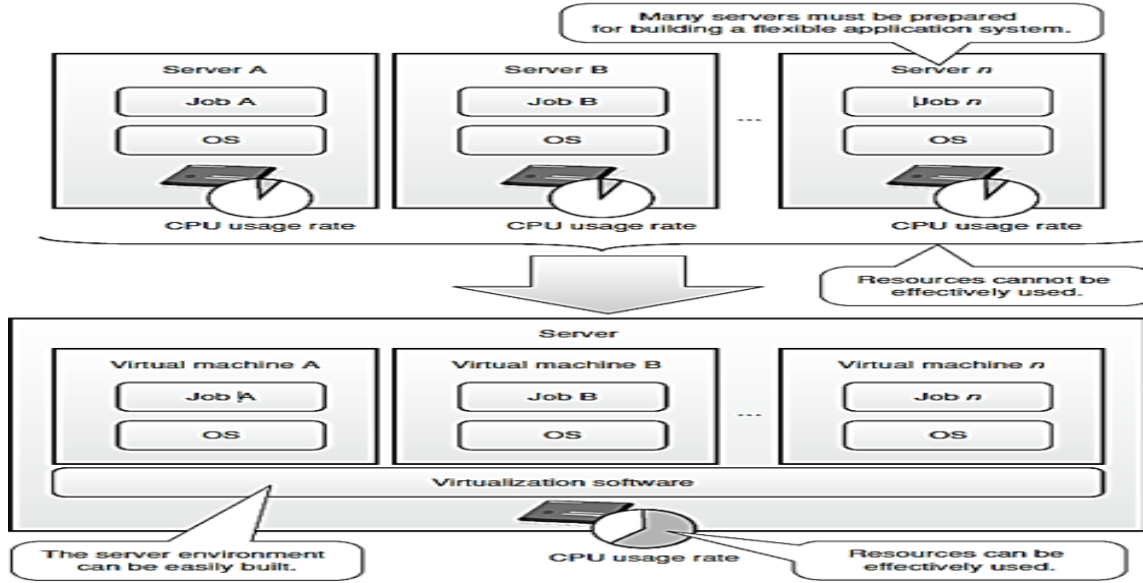 Many servers must be prepared
for building a flexible application system.
Server A
Server B
Server n
Job A
Job B
...
Job n
OS
OS
OS
CPU usage rate
CPU usage rate
CPU usage rate
Resources cannot be
effectively used.
Server
Virtual machine A
Virtual machine B
Virtual machine n
Job A
Job B
...
Job n
OS
OS
OS
Virtualization software
The server environment
can be easily built.
CPU usage rate
Resources can be
effectively used.